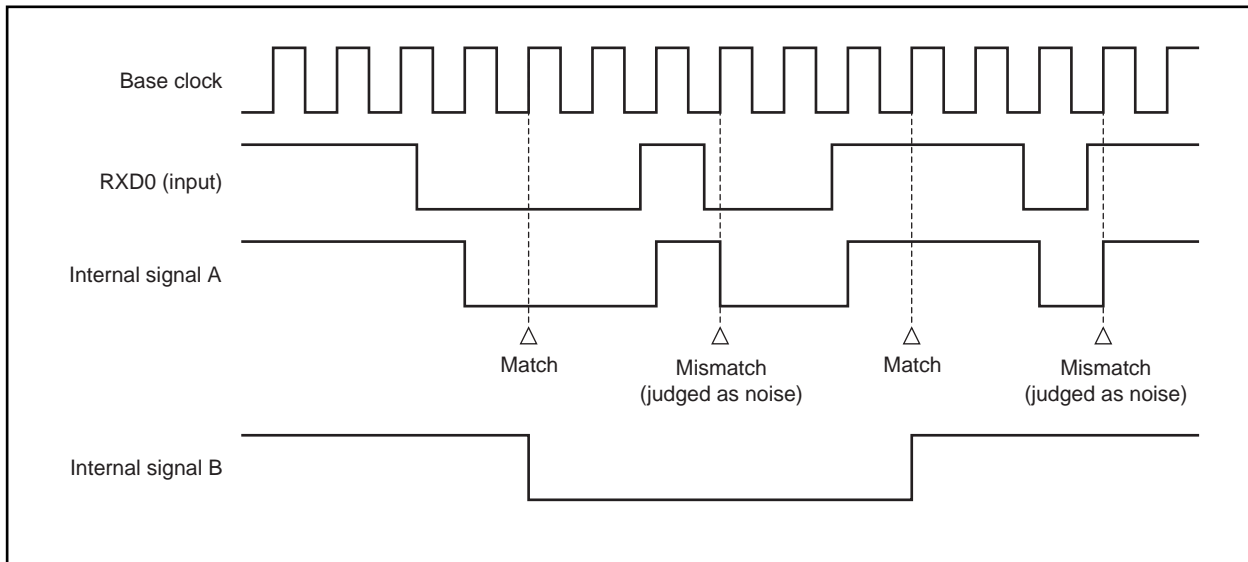 Base clock
RXD0 (input)
Internal signal A
Match
Mismatch
(judged as noise)
Match
Mismatch
(judged as noise)
Internal signal B